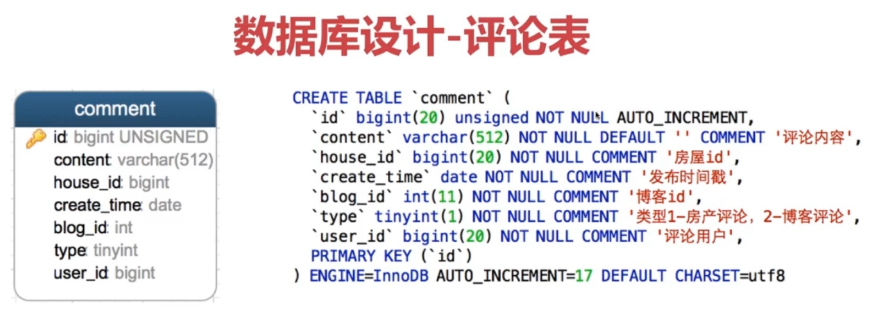 数据库设计-评论表
comment
id: bigint UNSIGNED
content: varchar(512)
house_id: bigint
create_time: date
blog_id: int
type: tinyint
user_id: bigint
CREATE TABLE `comment` (
`id` bigint(20) unsigned NOT NULL AUTO_INCREMENT,
`content` varchar(512) NOT NULL DEFAULT '' COMMENT '评论内容',
`house_id` bigint(20) NOT NULL COMMENT '房屋id',
`create_time` date NOT NULL COMMENT '发布时间戳',
`blog_id` int(11) NOT NULL COMMENT '博客id',
`type` tinyint(1) NOT NULL COMMENT '类型1-房产评论，2-博客评论',
`user_id` bigint(20) NOT NULL COMMENT '评论用户',
PRIMARY KEY (`id`)
) ENGINE=InnoDB AUTO_INCREMENT=17 DEFAULT CHARSET=utf8